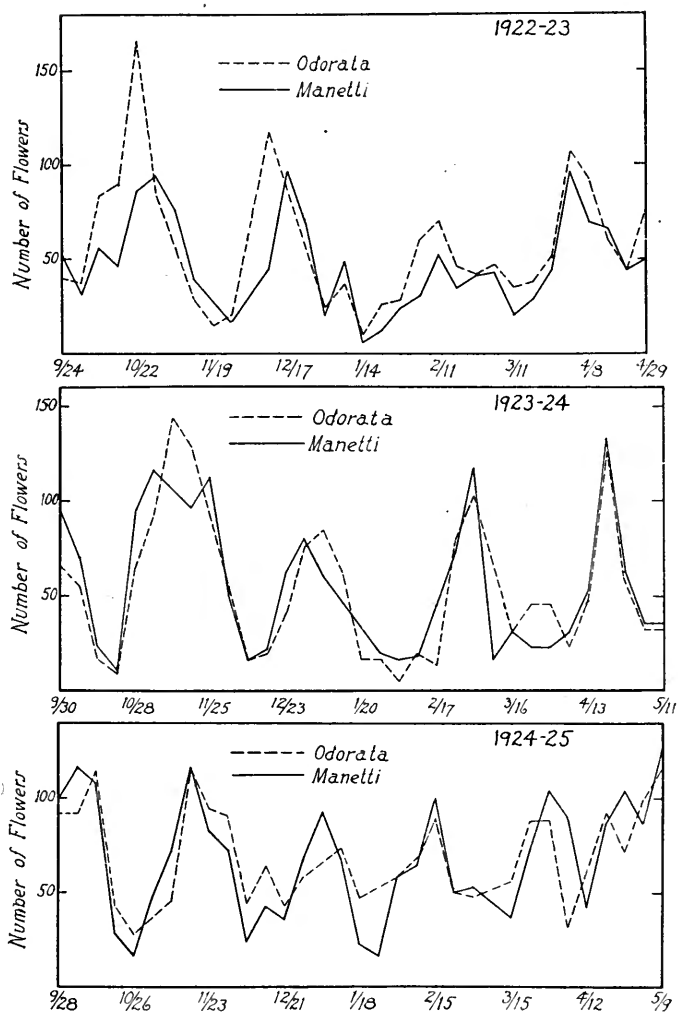 1922-23
Odorata
Manetti
Number of Flowers
150
100
50
9/24 10/22 11/19 12/17 1/14 2/11 3/11 4/8 4/29
1923-24
Odorata
Manetti
Number of Flowers
150
100
50
9/30 10/28 11/25 12/23 1/20 2/17 3/16 4/13 5/11
1924-25
Odorata
Manetti
Number of Flowers
100
50
9/28 10/26 11/23 12/21 1/18 2/15 3/15 4/12 5/9